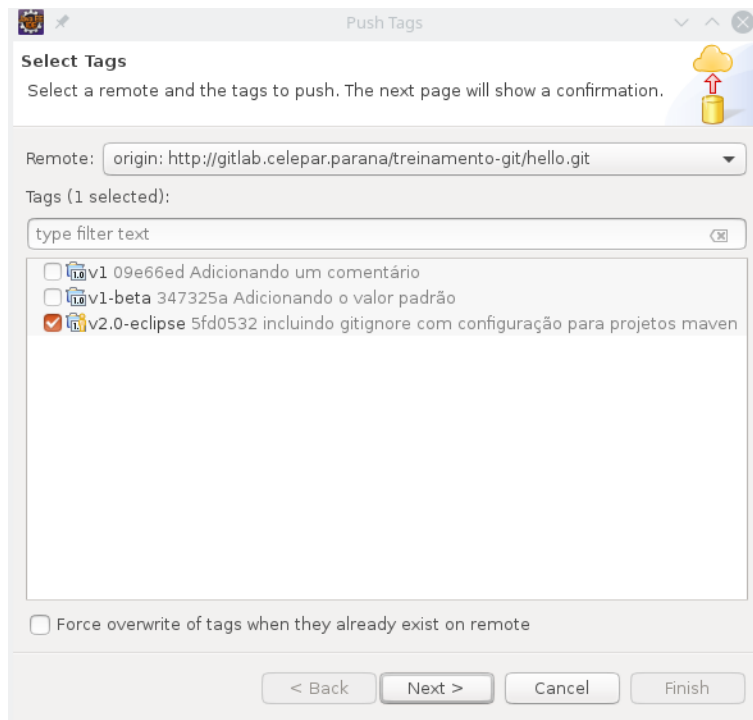 Push Tags
Select Tags
Select a remote and the tags to push. The next page will show a confirmation.
Remote: origin: http://gitlab.celepar.parana/treinamento-git/hello.git
Tags (1 selected):
type filter text
v1 09e66ed Adicionando um comentário
v1-beta 347325a Adicionando o valor padrão
v2.0-eclipse 5fd0532 incluindo gitignore com configuração para projetos maven
Force overwrite of tags when they already exist on remote
< Back Next > Cancel Finish